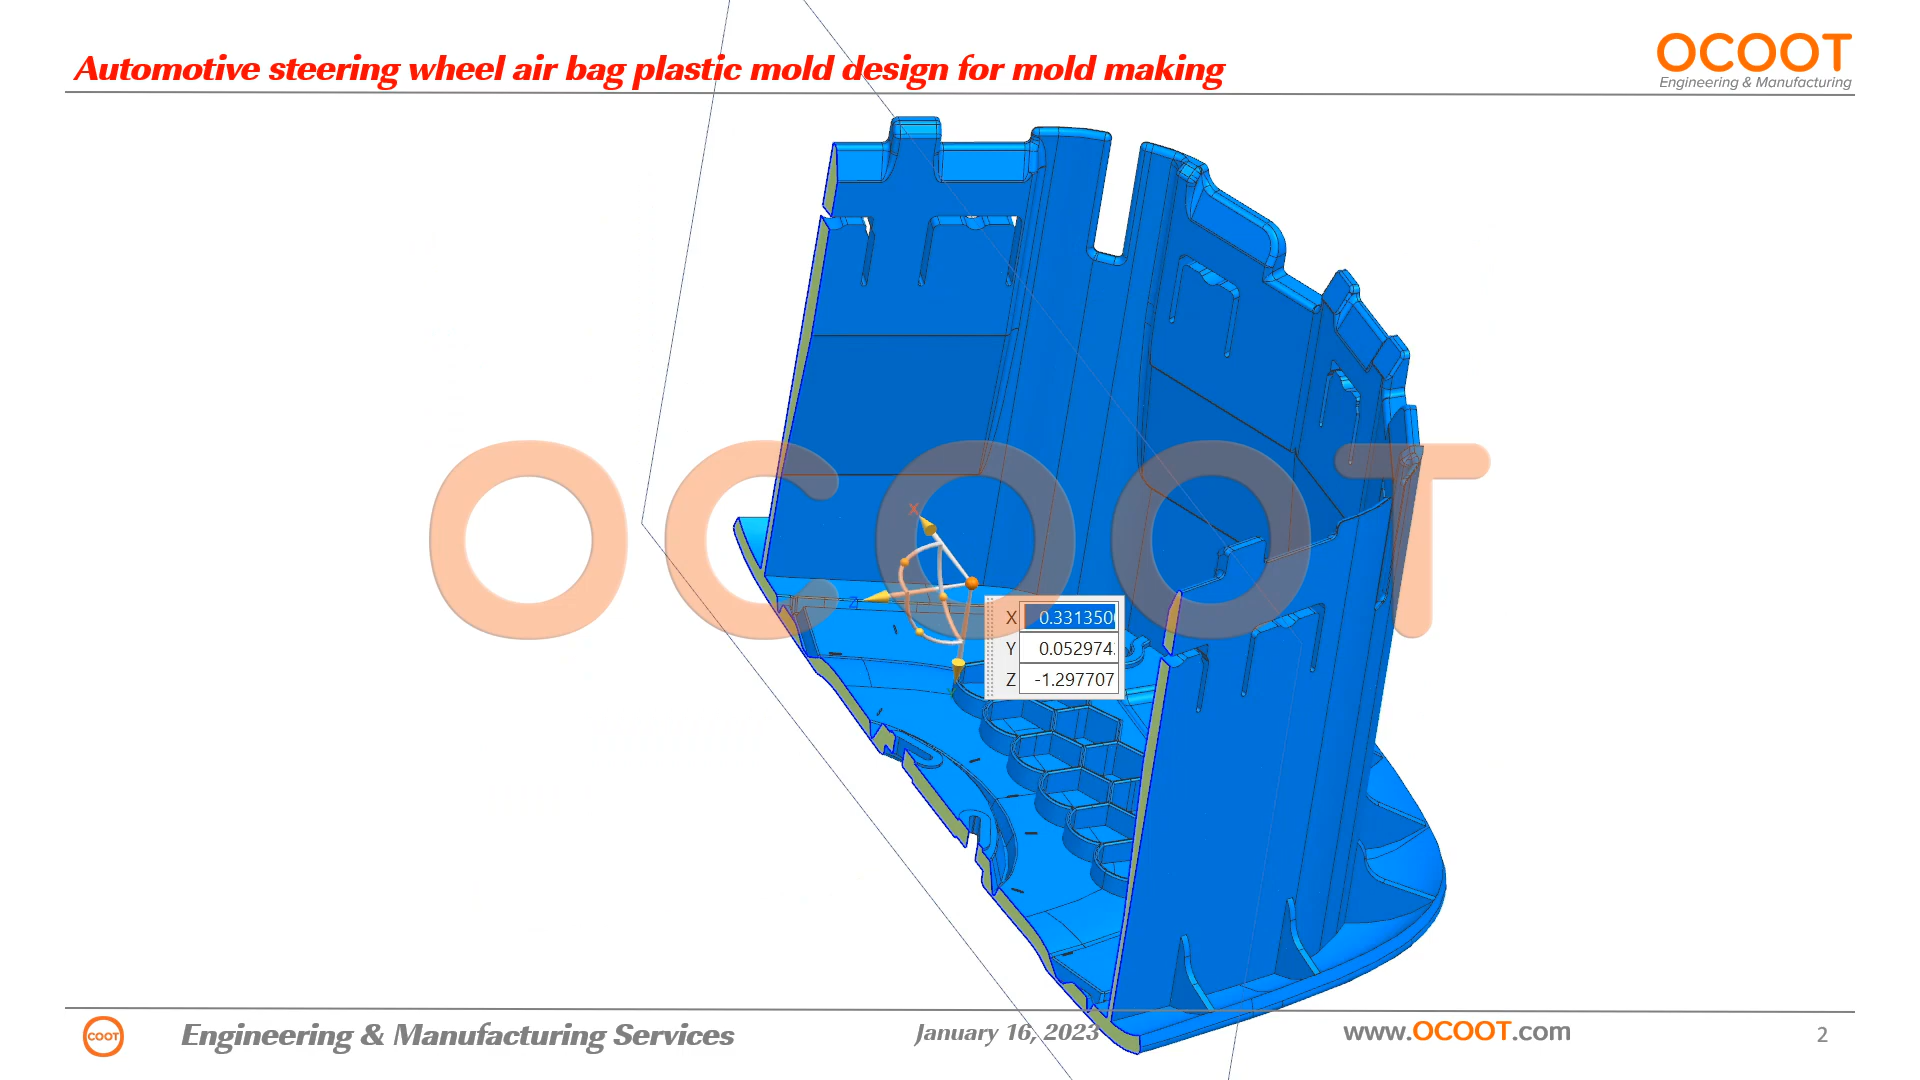 Automotive steering wheel air bag plastic mold design for mold making
OCOOT
Engineering & Manufacturing
OCOOT
X
Z
X 0.331350
Y 0.052974
Z -1.297707
COOT
Engineering & Manufacturing Services
January 16, 2023
www.OCOOT.com
2